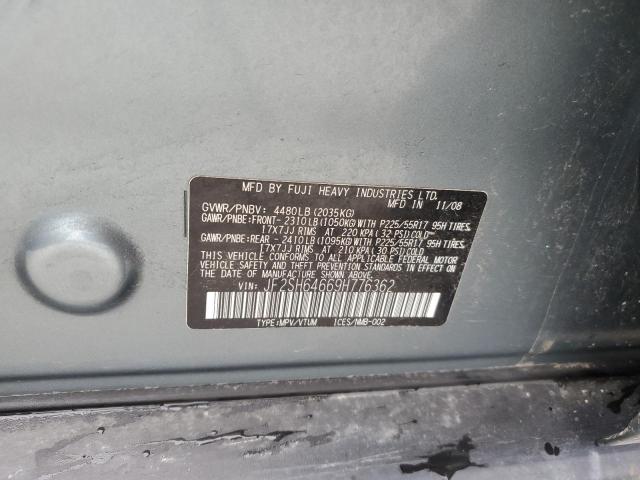 MFD BY FUJI HEAVY INDUSTRIES LTD.
MFD IN 11/08
GVWR/PNBV: 4480LB(2035KG)
GAWR/PNBE:FRONT- 2310LB(1050KG)WITH P225/55R17 95H TIRES
17X7JJ RIMS AT 220 KPA(32 PSI)COLD
GAWR/PNBE:REAR - 2410LB(1095KG)WITH P225/55R17 95H TIRES
17X7JJ RIMS AT 210 KPA(30 PSI)COLD
THIS VEHICLE CONFORMS TO ALL APPLICABLE FEDERAL MOTOR
VEHICLE SAFETY AND THEFT PREVENTION STANDARDS IN EFFECT
ON THE DATE OF MANUFACTURE SHOWN ABOVE.
VIN: JF2SH64669H776362
TYPE:MPV/VTUM ICES/NMB-002